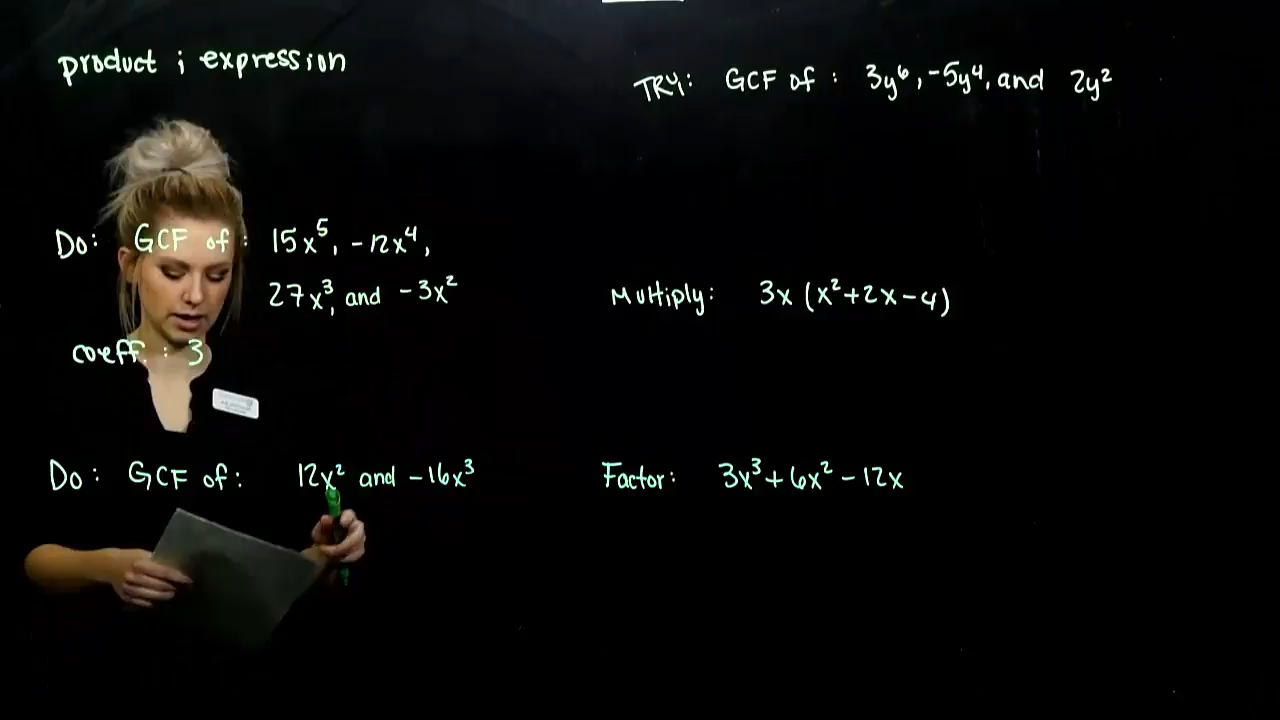 product ; expression
Do: GCF of: 15x⁵, -12x⁴,
27x³, and -3x²
coeff. : 3
Do: GCF of: 12x² and -16x³
TRY: GCF of: 3y⁶, -5y⁴, and 2y²
Multiply: 3x (x²+2x-4)
Factor: 3x³+6x²-12x